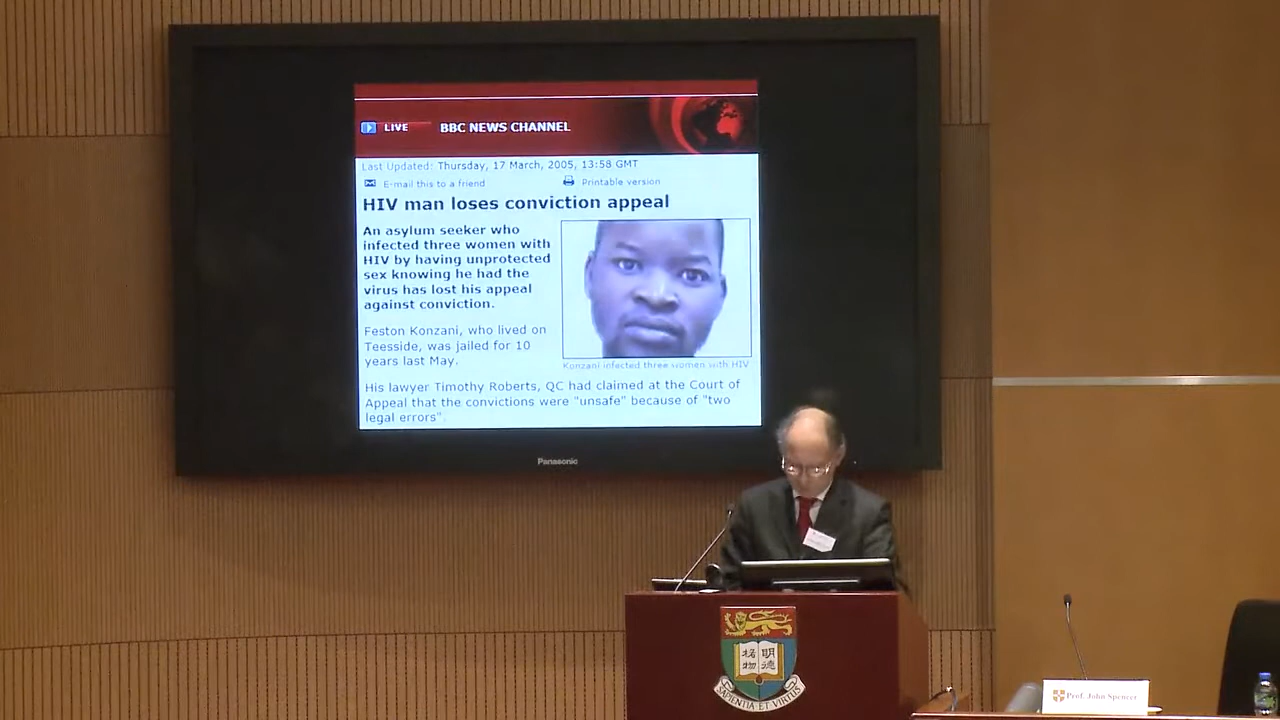 LIVE
BBC NEWS CHANNEL
Last Updated: Thursday, 17 March, 2005, 13:58 GMT
E-mail this to a friend
Printable version
HIV man loses conviction appeal
An asylum seeker who
infected three women with
HIV by having unprotected
sex knowing he had the
virus has lost his appeal
against conviction.
Feston Konzani, who lived on
Teesside, was jailed for 10
years last May.
Konzani infected three women with HIV
His lawyer Timothy Roberts, QC had claimed at the Court of
Appeal that the convictions were "unsafe" because of "two
legal errors".
Panasonic
明德
格物
SAPIENTIA ET VIRTUS
Prof. John Spencer